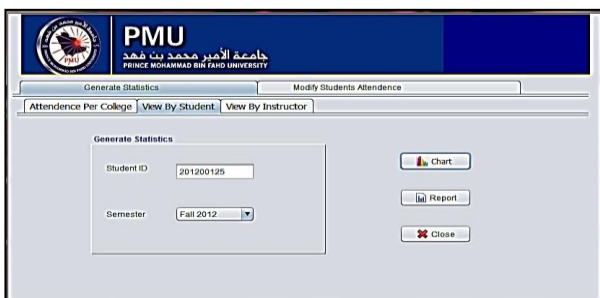 PMU
جامعة الأمير محمد بن فهد
PRINCE MOHAMMAD BIN FAHD UNIVERSITY
PMU
Generate Statistics
Modify Students Attendence
Attendence Per College
View By Student
View By Instructor
Generate Statistics
Student ID
201200125
Semester
Fall 2012
Chart
Report
Close